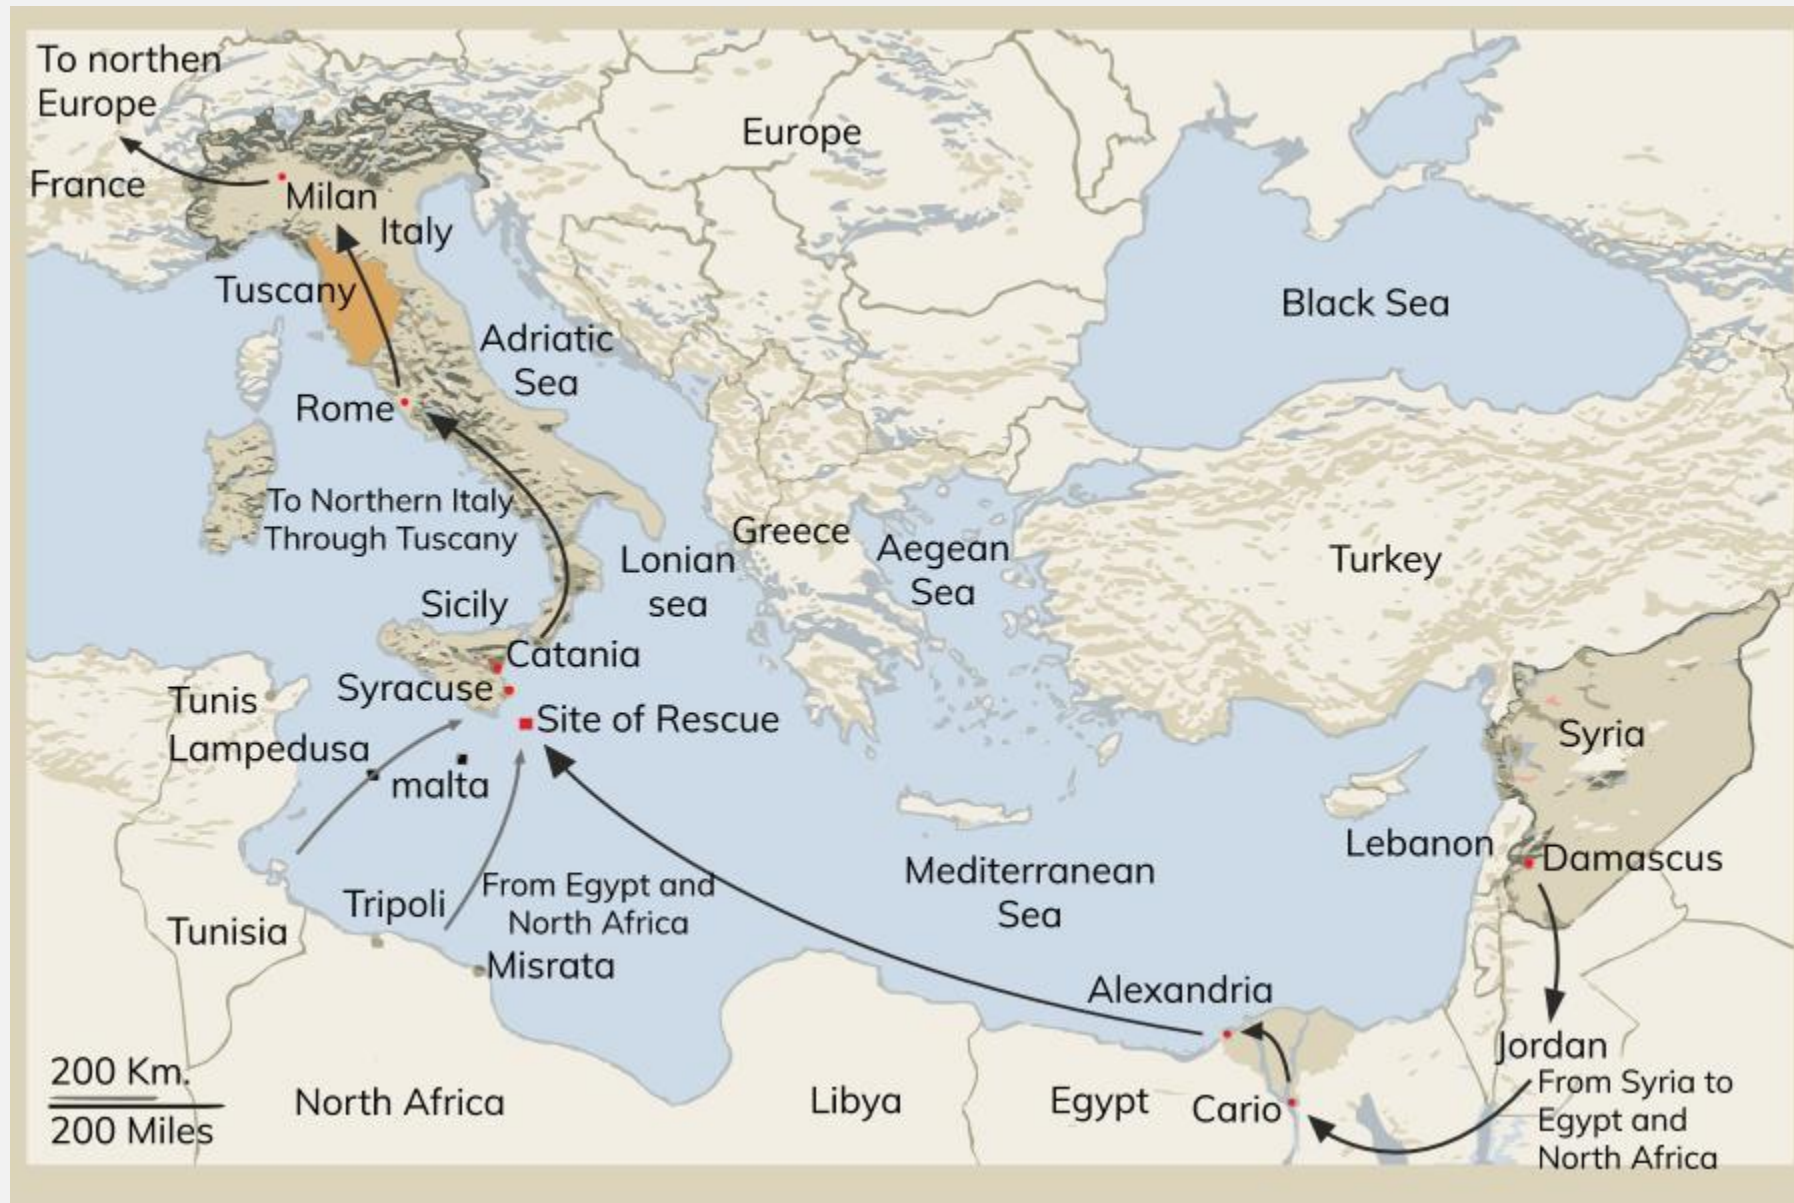 To northen
Europe
France
Milan
Italy
Europe
Tuscany
Black Sea
Adriatic
Sea
Rome
To Northern Italy
Through Tuscany
Greece
Lonian
sea
Aegean
Sea
Turkey
Sicily
Catania
Syracuse
Site of Rescue
Tunis
Lampedusa
malta
Syria
Lebanon
Damascus
Mediterranean
Sea
From Egypt and
North Africa
Tripoli
Tunisia
Misrata
Alexandria
Jordan
From Syria to
Egypt and
North Africa
200 Km.
200 Miles
North Africa
Libya
Egypt
Cario